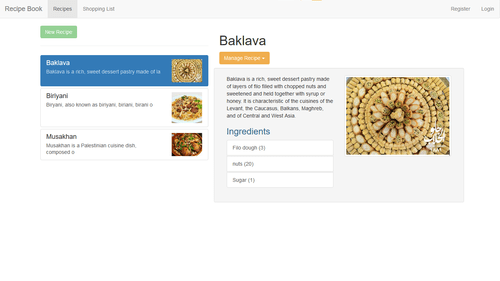 Recipe Book Recipes Shopping List Register Login
New Recipe
Baklava
Baklava is a rich, sweet dessert pastry made of la
Biriyani
Biryani, also known as biriyani, biriani, birani o
Musakhan
Musakhan is a Palestinian cuisine dish,
composed o
Baklava
Manage Recipe
Baklava is a rich, sweet dessert pastry made
of layers of filo filled with chopped nuts and
sweetened and held together with syrup or
honey. It is characteristic of the cuisines of the
Levant, the Caucasus, Balkans, Maghreb,
and of Central and West Asia.
Ingredients
Filo dough (3)
nuts (20)
Sugar (1)